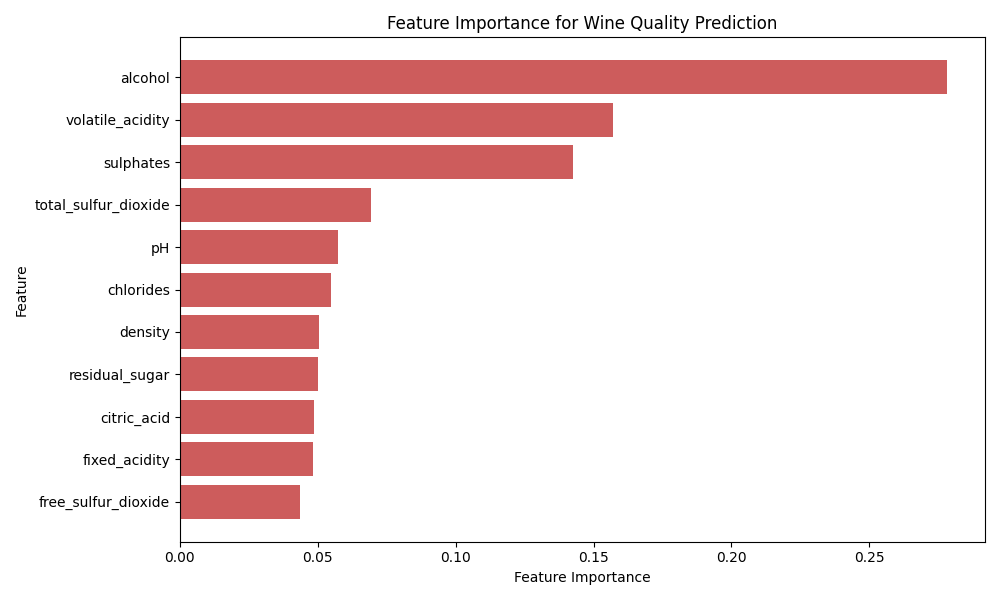 Feature Importance for Wine Quality Prediction
alcohol
volatile_acidity
sulphates
total_sulfur_dioxide
pH
chlorides
density
residual_sugar
citric_acid
fixed_acidity
free_sulfur_dioxide
Feature
0.00 0.05 0.10 0.15 0.20 0.25
Feature Importance